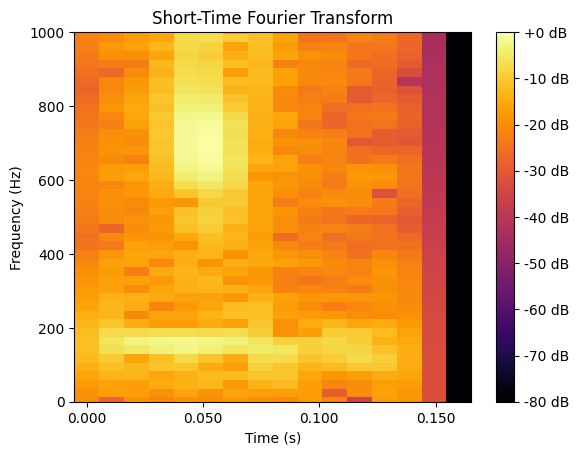 Short-Time Fourier Transform
1000
800
600
400
200
0
Frequency (Hz)
0.000
0.050
0.100
0.150
Time (s)
+0 dB
-10 dB
-20 dB
-30 dB
-40 dB
-50 dB
-60 dB
-70 dB
-80 dB